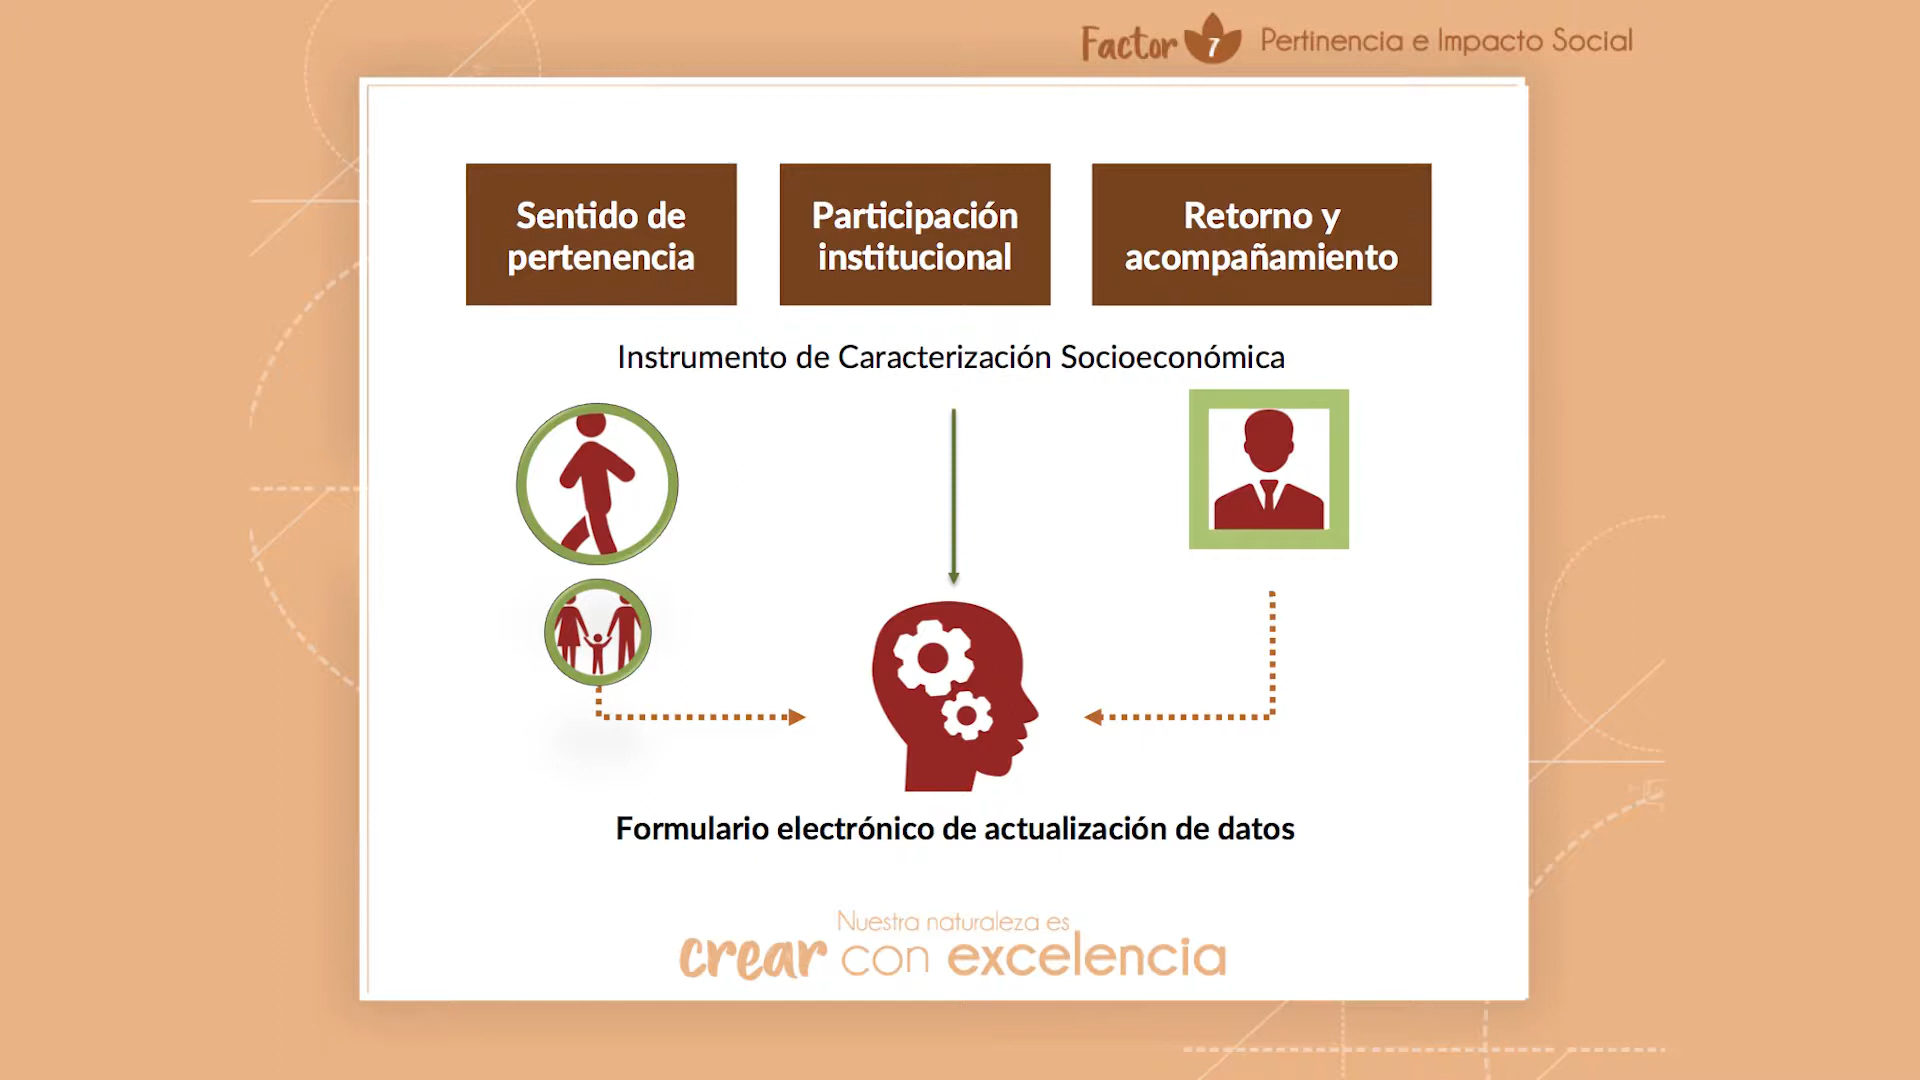 Factor 7 Pertinencia e Impacto Social
Sentido de
pertenencia
Participación
institucional
Retorno y
acompañamiento
Instrumento de Caracterización Socioeconómica
Formulario electrónico de actualización de datos
Nuestra naturaleza es
crear con excelencia